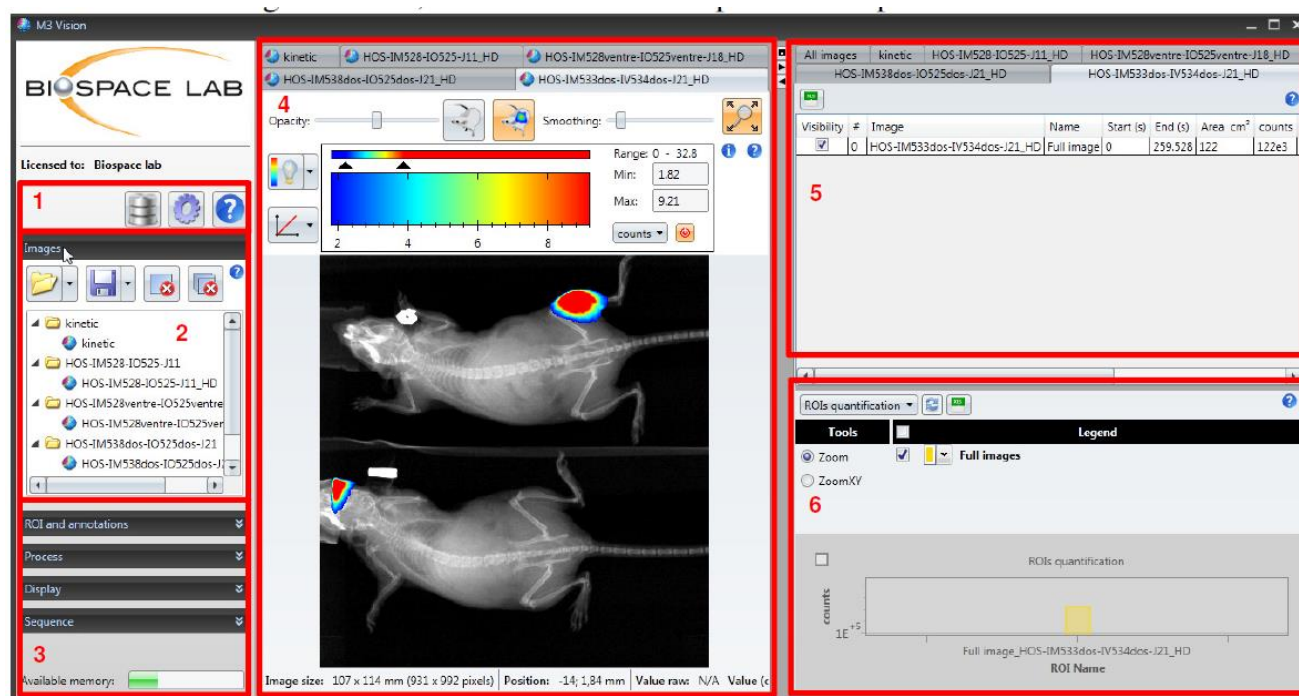 M3 Vision
BIOSPACE LAB
Licensed to: Biospace lab
1
Images
2
kinetic
kinetic
HOS-IM528-IO525-J11
HOS-IM528-IO525-J11_HD
HOS-IM528ventre-IO525ventre
HOS-IM528ventre-IO525ver
HOS-IM538dos-IO525dos-J21
HOS-IM538dos-IO525dos-J2
ROI and annotations
Process
Display
Sequence
3
Available memory:
kinetic HOS-IM528-IO525-J11_HD HOS-IM528ventre-IO525ventre-J18_HD
HOS-IM538dos-IO525dos-J21_HD HOS-IM533dos-IV534dos-J21_HD
4
Opacity: Smoothing:
Range: 0 - 32.8
Min: 1.82
Max: 9.21
counts
2 4 6 8
Image size: 107 x 114 mm (931 x 992 pixels) Position: -14; 1,84 mm Value raw: N/A Value (c
All images kinetic HOS-IM528-IO525-J11_HD HOS-IM528ventre-IO525ventre-J18_HD
HOS-IM538dos-IO525dos-J21_HD HOS-IM533dos-IV534dos-J21_HD
Visibility # Image Name Start (s) End (s) Area cm² counts
0 HOS-IM533dos-IV534dos-J21_HD Full image 0 259.528 122 122e3
5
ROIs quantification
Tools Legend
Zoom Full images
ZoomXY
6
ROIs quantification
counts
1E+5
Full image_HOS-IM533dos-IV534dos-J21_HD
ROI Name